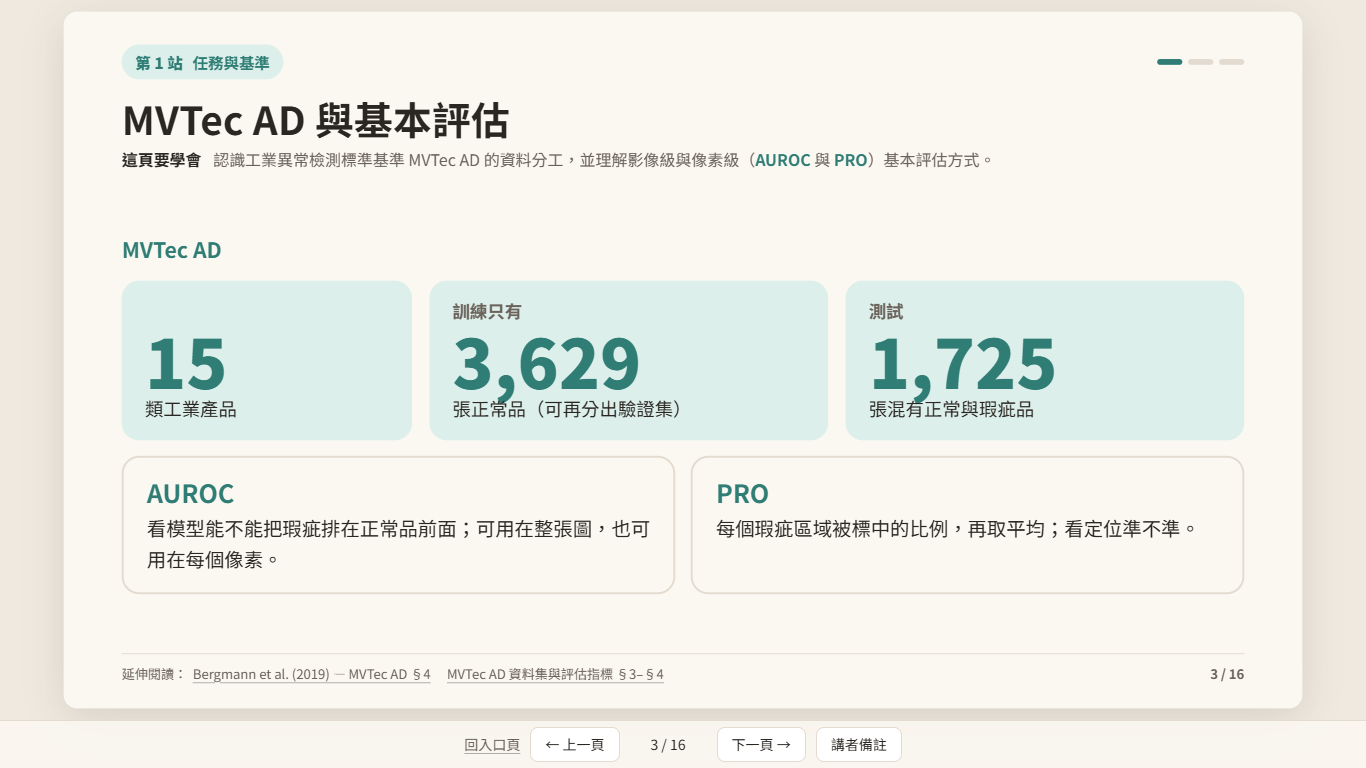 第 1 站 任務與基準
MVTec AD 與基本評估
這頁要學會 認識工業異常檢測標準基準 MVTec AD 的資料分工，並理解影像級與像素級（AUROC 與 PRO）基本評估方式。
MVTec AD
15
類工業產品
訓練只有
3,629
張正常品（可再分出驗證集）
測試
1,725
張混有正常與瑕疵品
AUROC
看模型能不能把瑕疵排在正常品前面；可用在整張圖，也可
用在每個像素。
PRO
每個瑕疵區域被標中的比例，再取平均；看定位準不準。
延伸閱讀： Bergmann et al. (2019) — MVTec AD §4 MVTec AD 資料集與評估指標 §3–§4
3 / 16
回入口頁 ← 上一頁 3 / 16 下一頁 → 講者備註